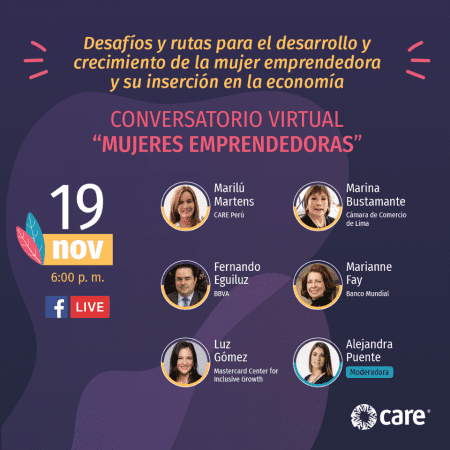 Desafíos y rutas para el desarrollo y
crecimiento de la mujer emprendedora
y su inserción en la economía
CONVERSATORIO VIRTUAL
“MUJERES EMPRENDEDORAS”
19
nov
6:00 p. m.
f LIVE
Marilú
Martens
CARE Perú
Marina
Bustamante
Cámara de Comercio
de Lima
Fernando
Eguiluz
BBVA
Marianne
Fay
Banco Mundial
Luz
Gómez
Mastercard Center for
Inclusive Growth
Alejandra
Puente
Moderadora
care®